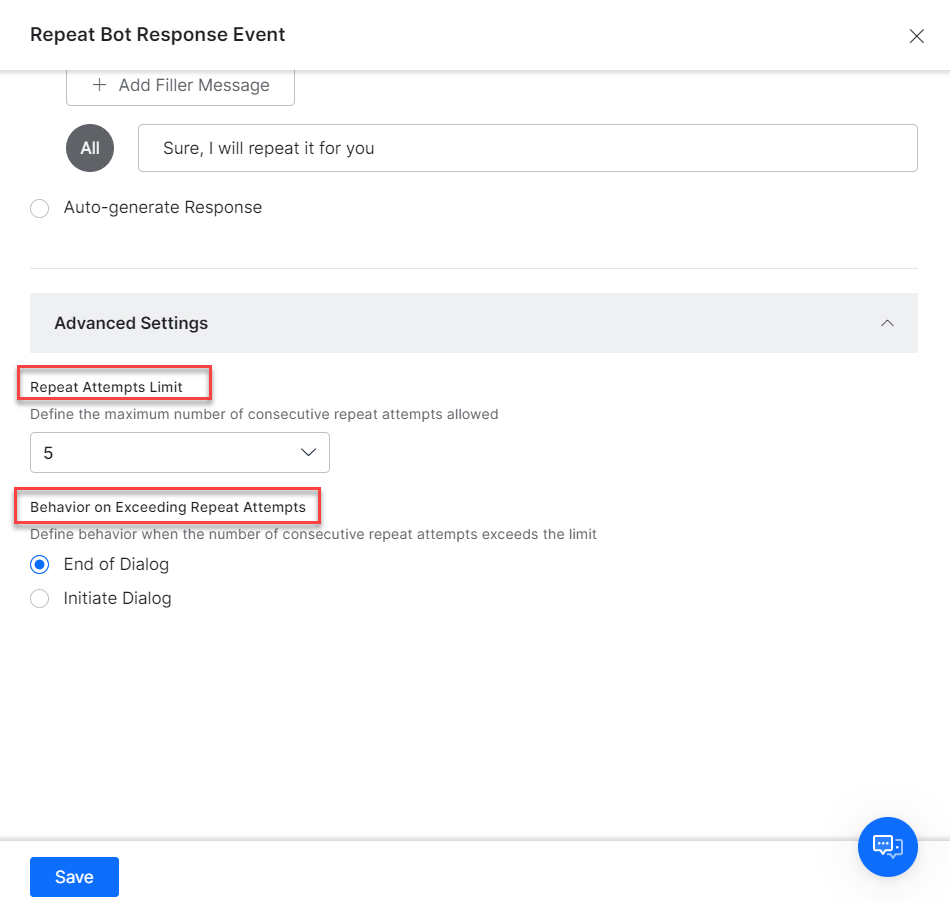 Repeat Bot Response Event
Add Filler Message
All
Sure, I will repeat it for you
Auto-generate Response
Advanced Settings
Repeat Attempts Limit
Define the maximum number of consecutive repeat attempts allowed
5
Behavior on Exceeding Repeat Attempts
Define behavior when the number of consecutive repeat attempts exceeds the limit
End of Dialog
Initiate Dialog
Save